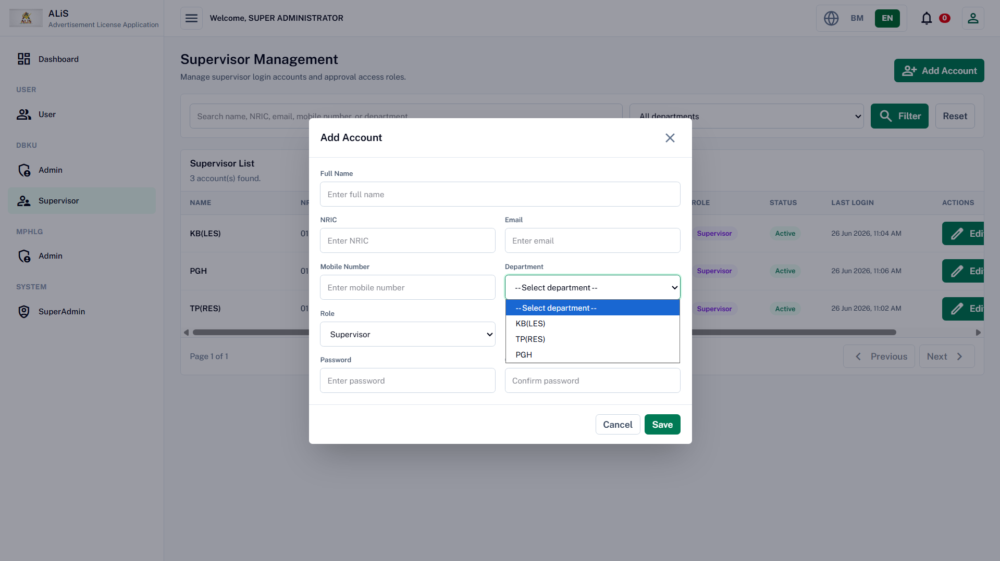 ALiS
Advertisement License Application
Welcome, SUPER ADMINISTRATOR
BM
EN
0
Dashboard
USER
User
DBKU
Admin
Supervisor
MPHLG
Admin
SYSTEM
SuperAdmin
Supervisor Management
Manage supervisor login accounts and approval access roles.
Add Account
Search name, NRIC, email, mobile number, or department
All departments
Filter
Reset
Supervisor List
3 account(s) found.
NAME NR ROLE STATUS LAST LOGIN ACTIONS
KB(LES) 01 Supervisor Active 26 Jun 2026, 11:04 AM Edi
PGH 01 Supervisor Active 26 Jun 2026, 11:06 AM Edi
TP(RES) 01 Supervisor Active 26 Jun 2026, 11:02 AM Edi
Page 1 of 1
Previous
Next
Add Account
Full Name
Enter full name
NRIC
Enter NRIC
Email
Enter email
Mobile Number
Enter mobile number
Department
--Select department--
--Select department--
KB(LES)
TP(RES)
PGH
Role
Supervisor
Password
Enter password
Confirm password
Cancel
Save